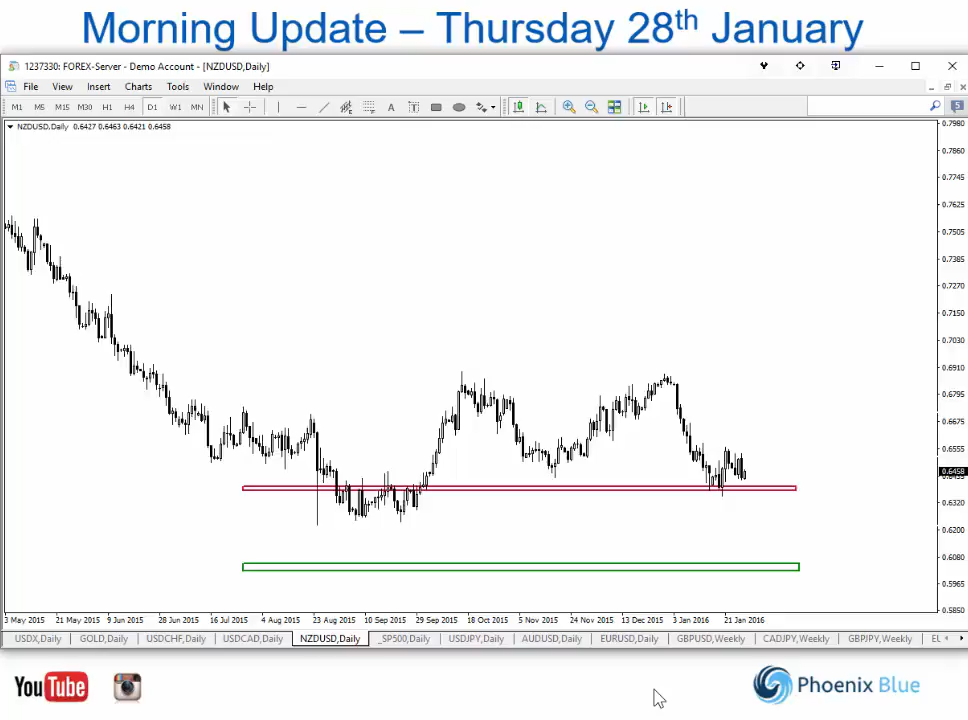 Morning Update – Thursday 28th January
1237330: FOREX-Server - Demo Account - [NZDUSD,Daily]
File View Insert Charts Tools Window Help
M1 M5 M15 M30 H1 H4 D1 W1 MN A T 5
NZDUSD,Daily 0.6427 0.6463 0.6421 0.6458
0.7980
0.7860
0.7745
0.7625
0.7505
0.7385
0.7270
0.7150
0.7030
0.6910
0.6795
0.6675
0.6555
0.6458
0.6320
0.6200
0.6080
0.5965
0.5850
3 May 2015 21 May 2015 9 Jun 2015 28 Jun 2015 16 Jul 2015 4 Aug 2015 23 Aug 2015 10 Sep 2015 29 Sep 2015 18 Oct 2015 5 Nov 2015 24 Nov 2015 13 Dec 2015 3 Jan 2016 21 Jan 2016
USDX,Daily GOLD,Daily USDCHF,Daily USDCAD,Daily NZDUSD,Daily _SP500,Daily USDJPY,Daily AUDUSD,Daily EURUSD,Daily GBPUSD,Weekly CADJPY,Weekly GBPJPY,Weekly
YouTube
Phoenix Blue